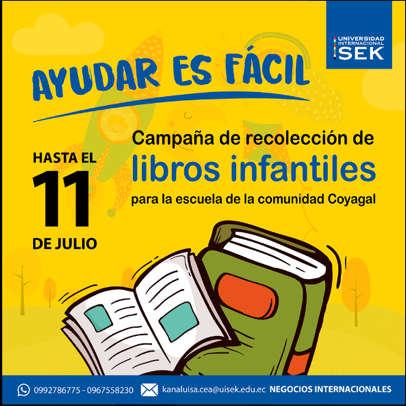 UNIVERSIDAD
INTERNACIONAL
SEK
AYUDAR ES FÁCIL
Campaña de recolección de
libros infantiles
para la escuela de la comunidad Coyagal
HASTA EL
11
DE JULIO
0992786775 - 0967558230 kanaluisa.cea@uisek.edu.ec NEGOCIOS INTERNACIONALES